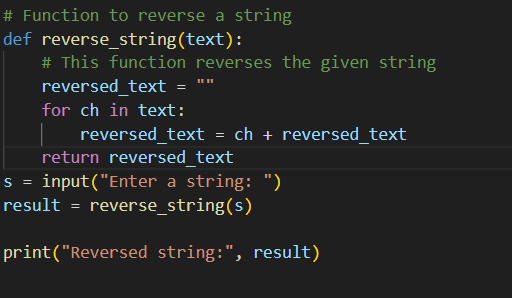 # Function to reverse a string
def reverse_string(text):
    # This function reverses the given string
    reversed_text = ""
    for ch in text:
        reversed_text = ch + reversed_text
    return reversed_text
s = input("Enter a string: ")
result = reverse_string(s)

print("Reversed string:", result)